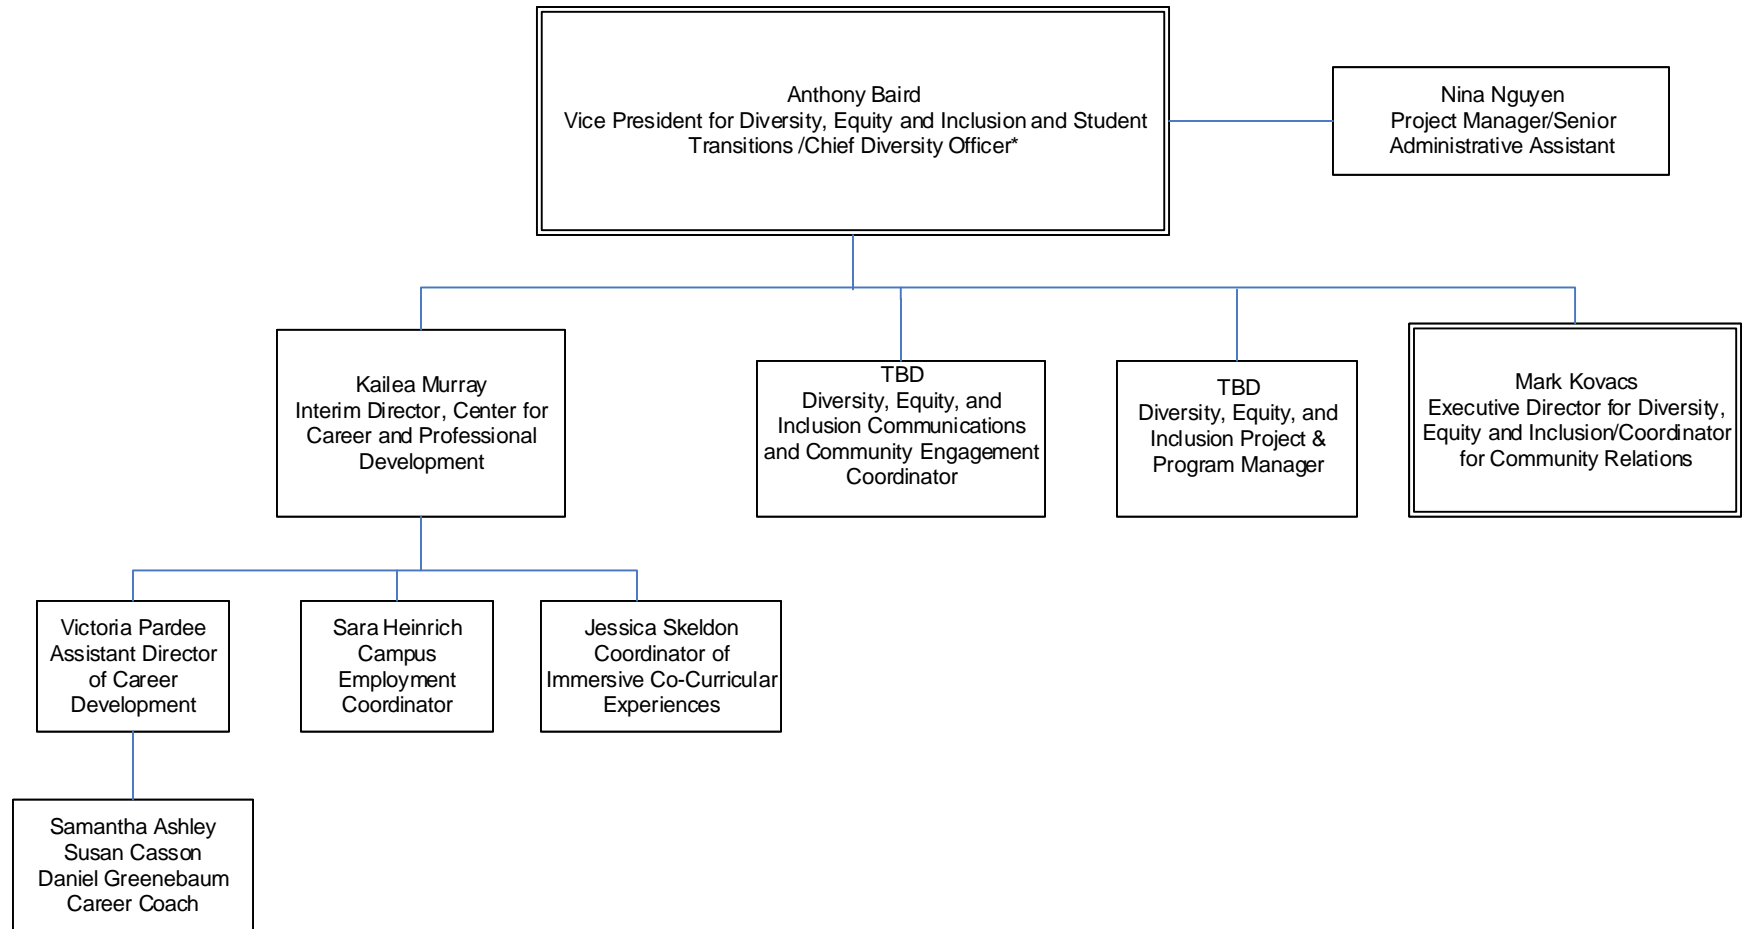 Anthony Baird
Vice President for Diversity, Equity and Inclusion and Student
Transitions /Chief Diversity Officer*
Nina Nguyen
Project Manager/Senior
Administrative Assistant
Kailea Murray
Interim Director, Center for
Career and Professional
Development
TBD
Diversity, Equity, and
Inclusion Communications
and Community Engagement
Coordinator
TBD
Diversity, Equity, and
Inclusion Project &
Program Manager
Mark Kovacs
Executive Director for Diversity,
Equity and Inclusion/Coordinator
for Community Relations
Victoria Pardee
Assistant Director
of Career
Development
Sara Heinrich
Campus
Employment
Coordinator
Jessica Skeldon
Coordinator of
Immersive Co-Curricular
Experiences
Samantha Ashley
Susan Casson
Daniel Greenebaum
Career Coach